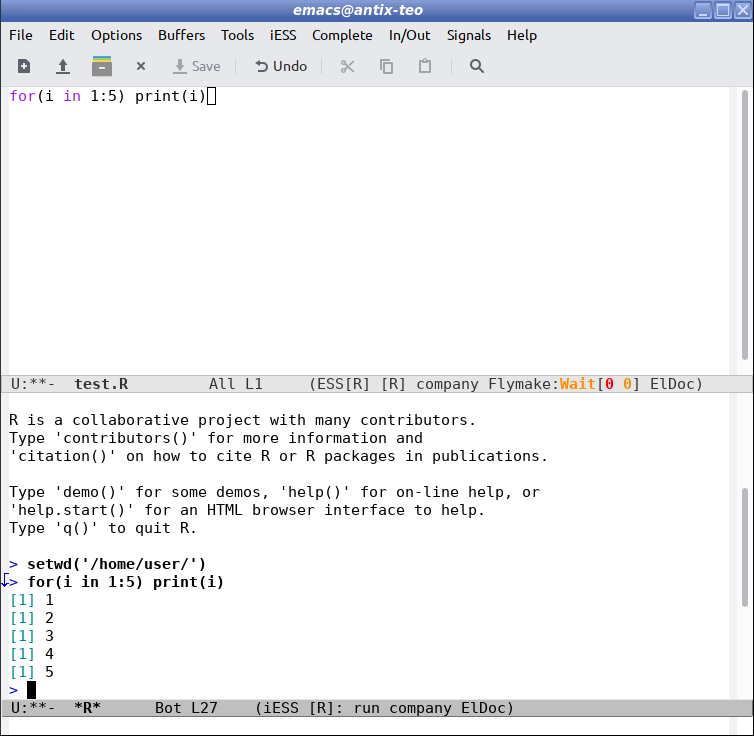 emacs@antix-teo
File Edit Options Buffers Tools iESS Complete In/Out Signals Help
Save Undo
for(i in 1:5) print(i)
U:**- test.R All L1 (ESS[R] [R] company Flymake:Wait[0 0] ElDoc)
R is a collaborative project with many contributors.
Type 'contributors()' for more information and
'citation()' on how to cite R or R packages in publications.
Type 'demo()' for some demos, 'help()' for on-line help, or
'help.start()' for an HTML browser interface to help.
Type 'q()' to quit R.
> setwd('/home/user/')
> for(i in 1:5) print(i)
[1] 1
[1] 2
[1] 3
[1] 4
[1] 5
>
U:**- *R* Bot L27 (iESS [R]: run company ElDoc)